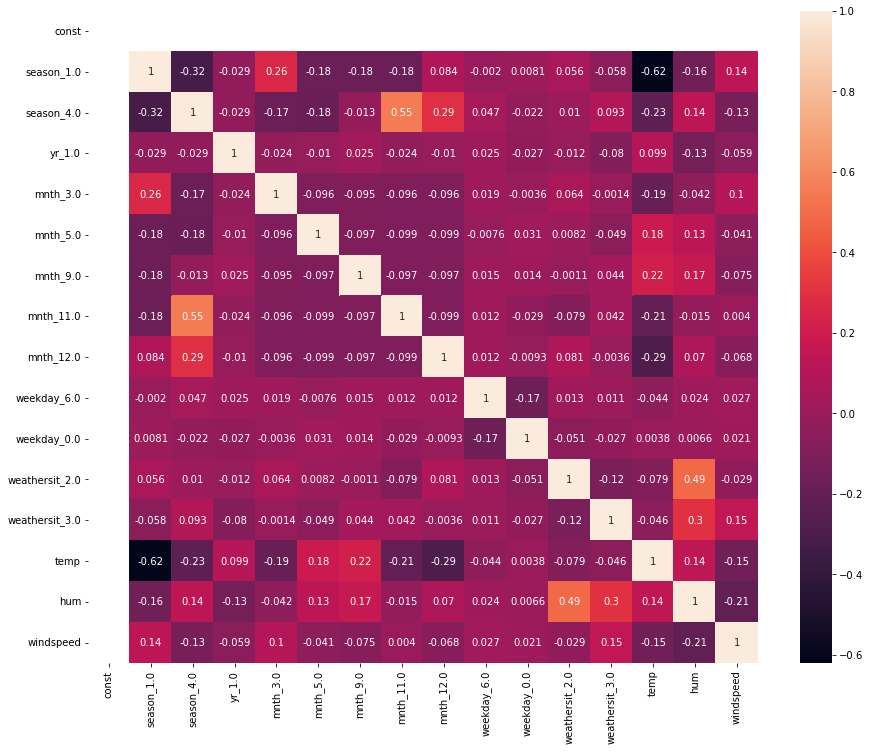 const
season_1.0 1 -0.32 -0.029 0.26 -0.18 -0.18 -0.18 0.084 -0.002 0.0081 0.056 -0.058 -0.62 -0.16 0.14
season_4.0 -0.32 1 -0.029 -0.17 -0.18 -0.013 0.55 0.29 0.047 -0.022 0.01 0.093 -0.23 0.14 -0.13
yr_1.0 -0.029 -0.029 1 -0.024 -0.01 0.025 -0.024 -0.01 0.025 -0.027 -0.012 -0.08 0.099 -0.13 -0.059
mnth_3.0 0.26 -0.17 -0.024 1 -0.096 -0.095 -0.096 -0.096 0.019 -0.0036 0.064 -0.0014 -0.19 -0.042 0.1
mnth_5.0 -0.18 -0.18 -0.01 -0.096 1 -0.097 -0.099 -0.099 -0.0076 0.031 0.0082 -0.049 0.18 0.13 -0.041
mnth_9.0 -0.18 -0.013 0.025 -0.095 -0.097 1 -0.097 -0.097 0.015 0.014 -0.0011 0.044 0.22 0.17 -0.075
mnth_11.0 -0.18 0.55 -0.024 -0.096 -0.099 -0.097 1 -0.099 0.012 -0.029 -0.079 0.042 -0.21 -0.015 0.004
mnth_12.0 0.084 0.29 -0.01 -0.096 -0.099 -0.097 -0.099 1 0.012 -0.0093 0.081 -0.0036 -0.29 0.07 -0.068
weekday_6.0 -0.002 0.047 0.025 0.019 -0.0076 0.015 0.012 0.012 1 -0.17 0.013 0.011 -0.044 0.024 0.027
weekday_0.0 0.0081 -0.022 -0.027 -0.0036 0.031 0.014 -0.029 -0.0093 -0.17 1 -0.051 -0.027 0.0038 0.0066 0.021
weathersit_2.0 0.056 0.01 -0.012 0.064 0.0082 -0.0011 -0.079 0.081 0.013 -0.051 1 -0.12 -0.079 0.49 -0.029
weathersit_3.0 -0.058 0.093 -0.08 -0.0014 -0.049 0.044 0.042 -0.0036 0.011 -0.027 -0.12 1 -0.046 0.3 0.15
temp -0.62 -0.23 0.099 -0.19 0.18 0.22 -0.21 -0.29 -0.044 0.0038 -0.079 -0.046 1 0.14 -0.15
hum -0.16 0.14 -0.13 -0.042 0.13 0.17 -0.015 0.07 0.024 0.0066 0.49 0.3 0.14 1 -0.21
windspeed 0.14 -0.13 -0.059 0.1 -0.041 -0.075 0.004 -0.068 0.027 0.021 -0.029 0.15 -0.15 -0.21 1
const
season_1.0
season_4.0
yr_1.0
mnth_3.0
mnth_5.0
mnth_9.0
mnth_11.0
mnth_12.0
weekday_6.0
weekday_0.0
weathersit_2.0
weathersit_3.0
temp
hum
windspeed
1.0
0.8
0.6
0.4
0.2
0.0
-0.2
-0.4
-0.6